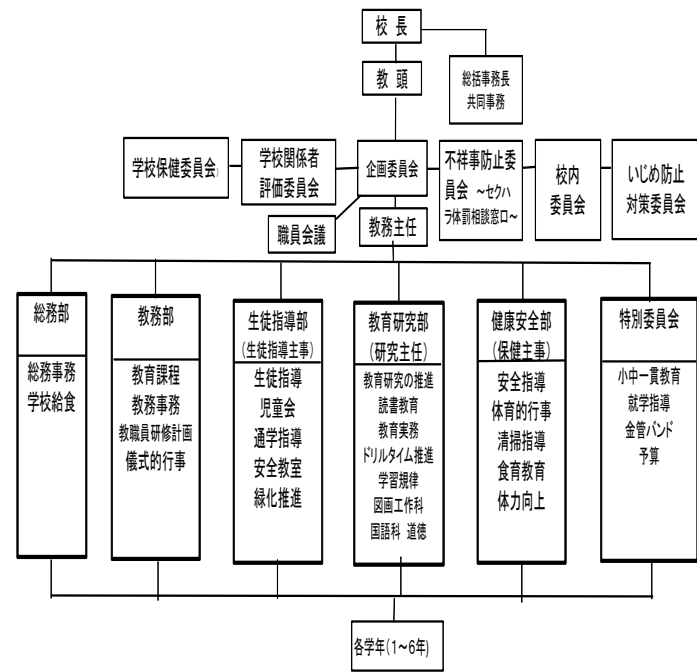 校 長
教 頭
総括事務長
共同事務
学校保健委員会
学校関係者
評価委員会
企画委員会
不祥事防止委
員会 ~セクハ
ラ体罰相談窓口~
校内
委員会
いじめ防止
対策委員会
職員会議
教務主任
総務部
総務事務
学校給食
教務部
教育課程
教務事務
教職員研修計画
儀式的行事
生徒指導部
(生徒指導主事)
生徒指導
児童会
通学指導
安全教室
緑化推進
教育研究部
(研究主任)
教育研究の推進
読書教育
教育実務
ドリルタイム推進
学習規律
図画工作科
国語科 道徳
健康安全部
(保健主事)
安全指導
体育的行事
清掃指導
食育教育
体力向上
特別委員会
小中一貫教育
就学指導
金管バンド
予算
各学年(1~6年)